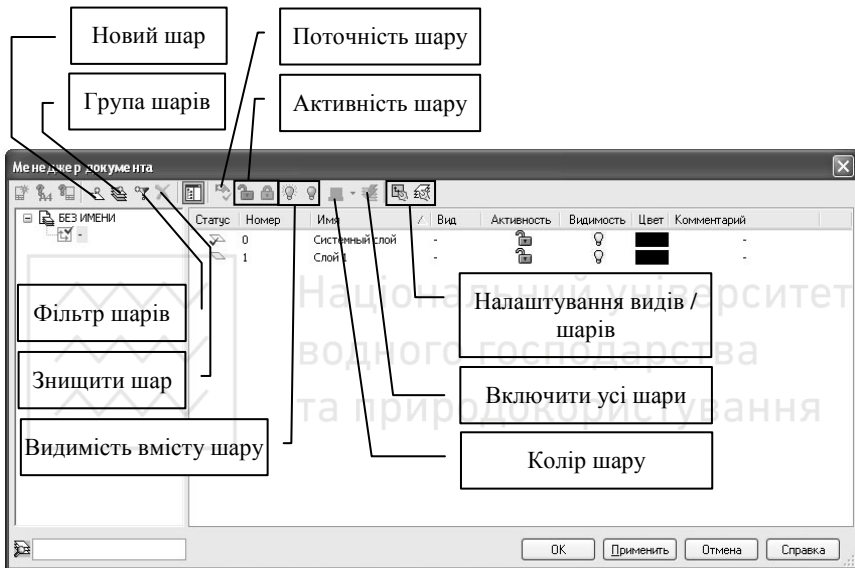 Новий шар
Поточність шару
Група шарів
Активність шару
Менеджер документа
БЕЗ ИМЕНИ
-
Статус Номер Имя Вид Активность Видимость Цвет Комментарий
0 Системный слой - -
1 Слой 1 - -
Національний університет
водного господарства
та природокористування
Фільтр шарів
Налаштування видів /
шарів
Знищити шар
Включити усі шари
Видимість вмісту шару
Колір шару
OK Применить Отмена Справка